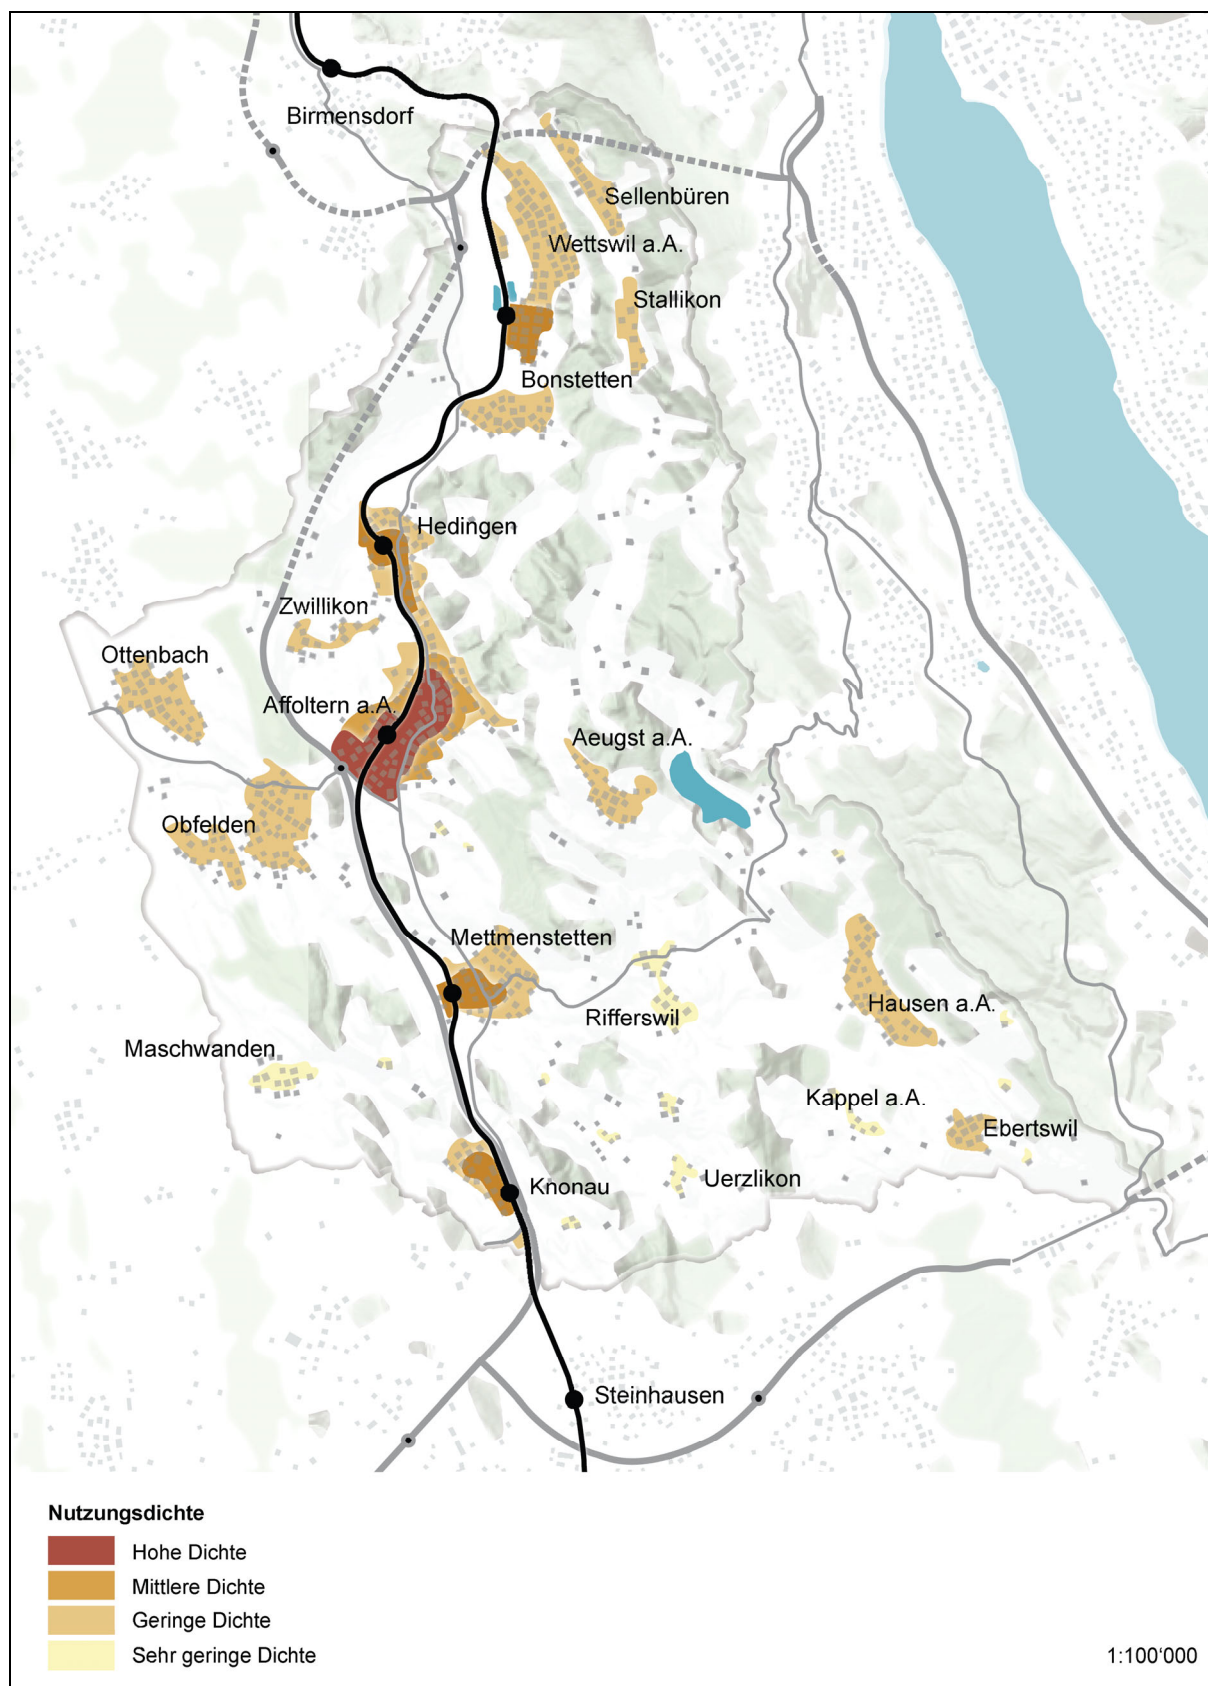 Birmensdorf
Sellenbüren
Wettswil a.A.
Stallikon
Bonstetten
Hedingen
Zwillikon
Ottenbach
Affoltern a.A.
Aeugst a.A.
Obfelden
Mettmenstetten
Hausen a.A.
Rifferswil
Maschwanden
Kappel a.A.
Ebertswil
Uerzlikon
Knonau
Steinhausen
Nutzungsdichte
Hohe Dichte
Mittlere Dichte
Geringe Dichte
Sehr geringe Dichte
1:100‘000